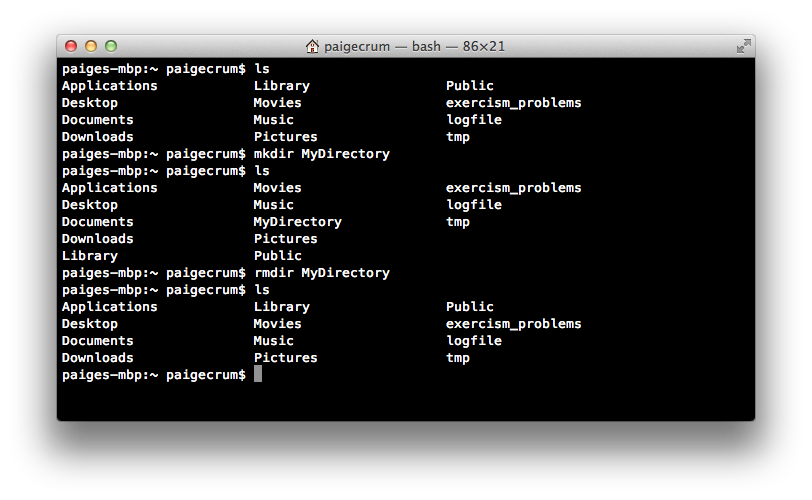 paigecrum — bash — 86×21
paiges-mbp:~ paigecrum$ ls
Applications Library Public
Desktop Movies exercism_problems
Documents Music logfile
Downloads Pictures tmp
paiges-mbp:~ paigecrum$ mkdir MyDirectory
paiges-mbp:~ paigecrum$ ls
Applications Movies exercism_problems
Desktop Music logfile
Documents MyDirectory tmp
Downloads Pictures
Library Public
paiges-mbp:~ paigecrum$ rmdir MyDirectory
paiges-mbp:~ paigecrum$ ls
Applications Library Public
Desktop Movies exercism_problems
Documents Music logfile
Downloads Pictures tmp
paiges-mbp:~ paigecrum$